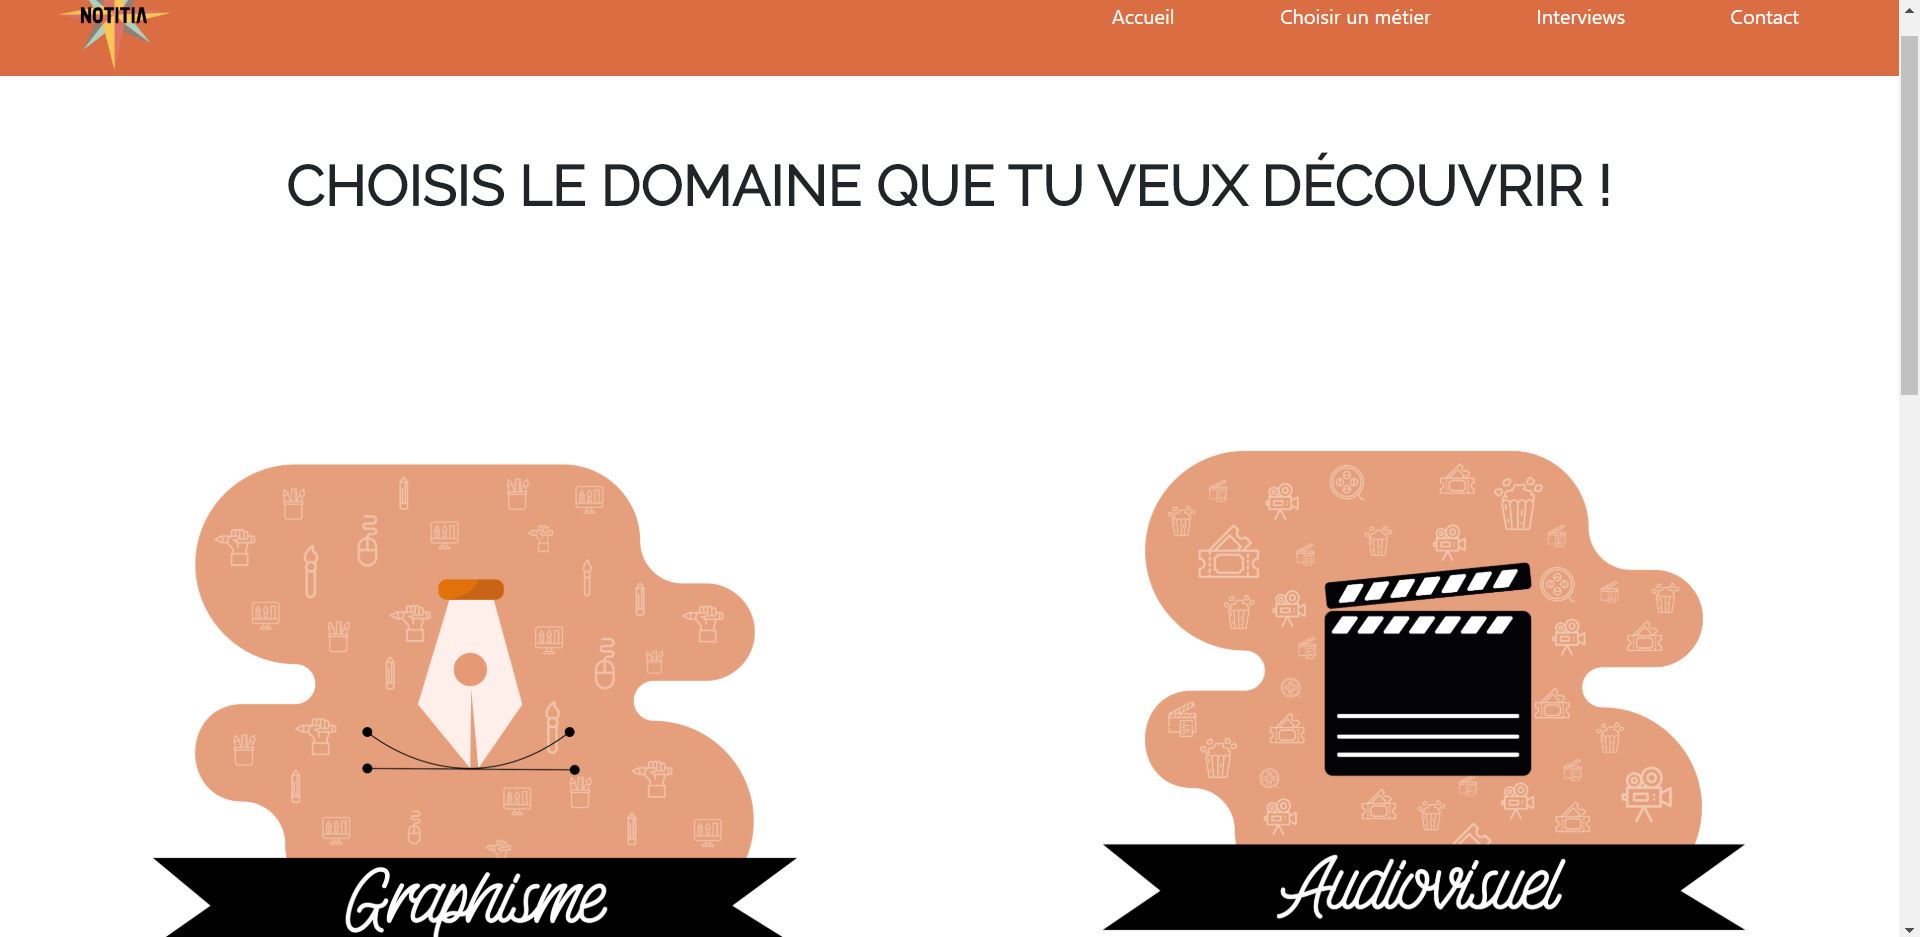 NOTITIA
Accueil Choisir un métier Interviews Contact
CHOISIS LE DOMAINE QUE TU VEUX DÉCOUVRIR !
Graphisme
Audiovisuel